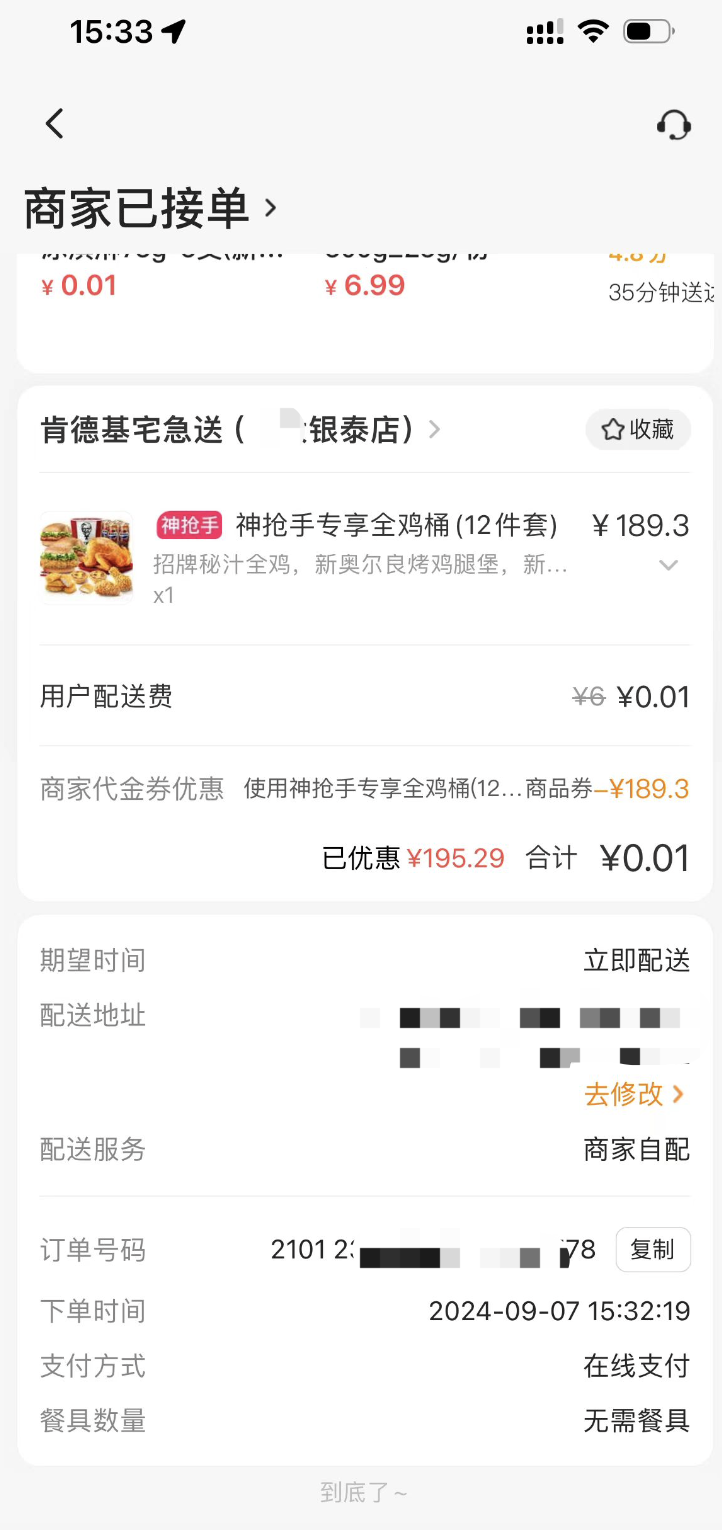 15:33
商家已接单
¥ 0.01
¥ 6.99
4.8分
35分钟送达
肯德基宅急送 (
银泰店)
收藏
神抢手 神抢手专享全鸡桶(12件套) ¥189.3
招牌秘汁全鸡，新奥尔良烤鸡腿堡，新...
x1
用户配送费 ¥6 ¥0.01
商家代金券优惠 使用神抢手专享全鸡桶(12...商品券-¥189.3
已优惠 ¥195.29 合计 ¥0.01
期望时间 立即配送
配送地址
去修改
配送服务 商家自配
订单号码 2101 2 78 复制
下单时间 2024-09-07 15:32:19
支付方式 在线支付
餐具数量 无需餐具
到底了~